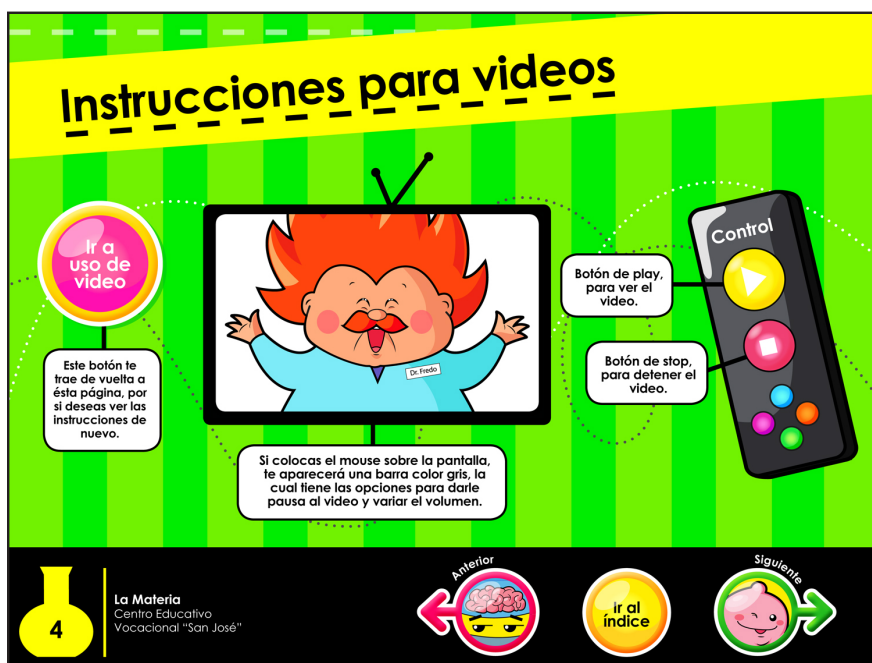 Instrucciones para videos
Ir a
uso de
video
Este botón te
trae de vuelta a
ésta página, por
si deseas ver las
instrucciones de
nuevo.
Dr. Fredo
Si colocas el mouse sobre la pantalla,
te aparecerá una barra color gris, la
cual tiene las opciones para darle
pausa al video y variar el volumen.
Control
Botón de play,
para ver el
video.
Botón de stop,
para detener el
video.
4
La Materia
Centro Educativo
Vocacional “San José”
Anterior
Ir al
índice
Siguiente